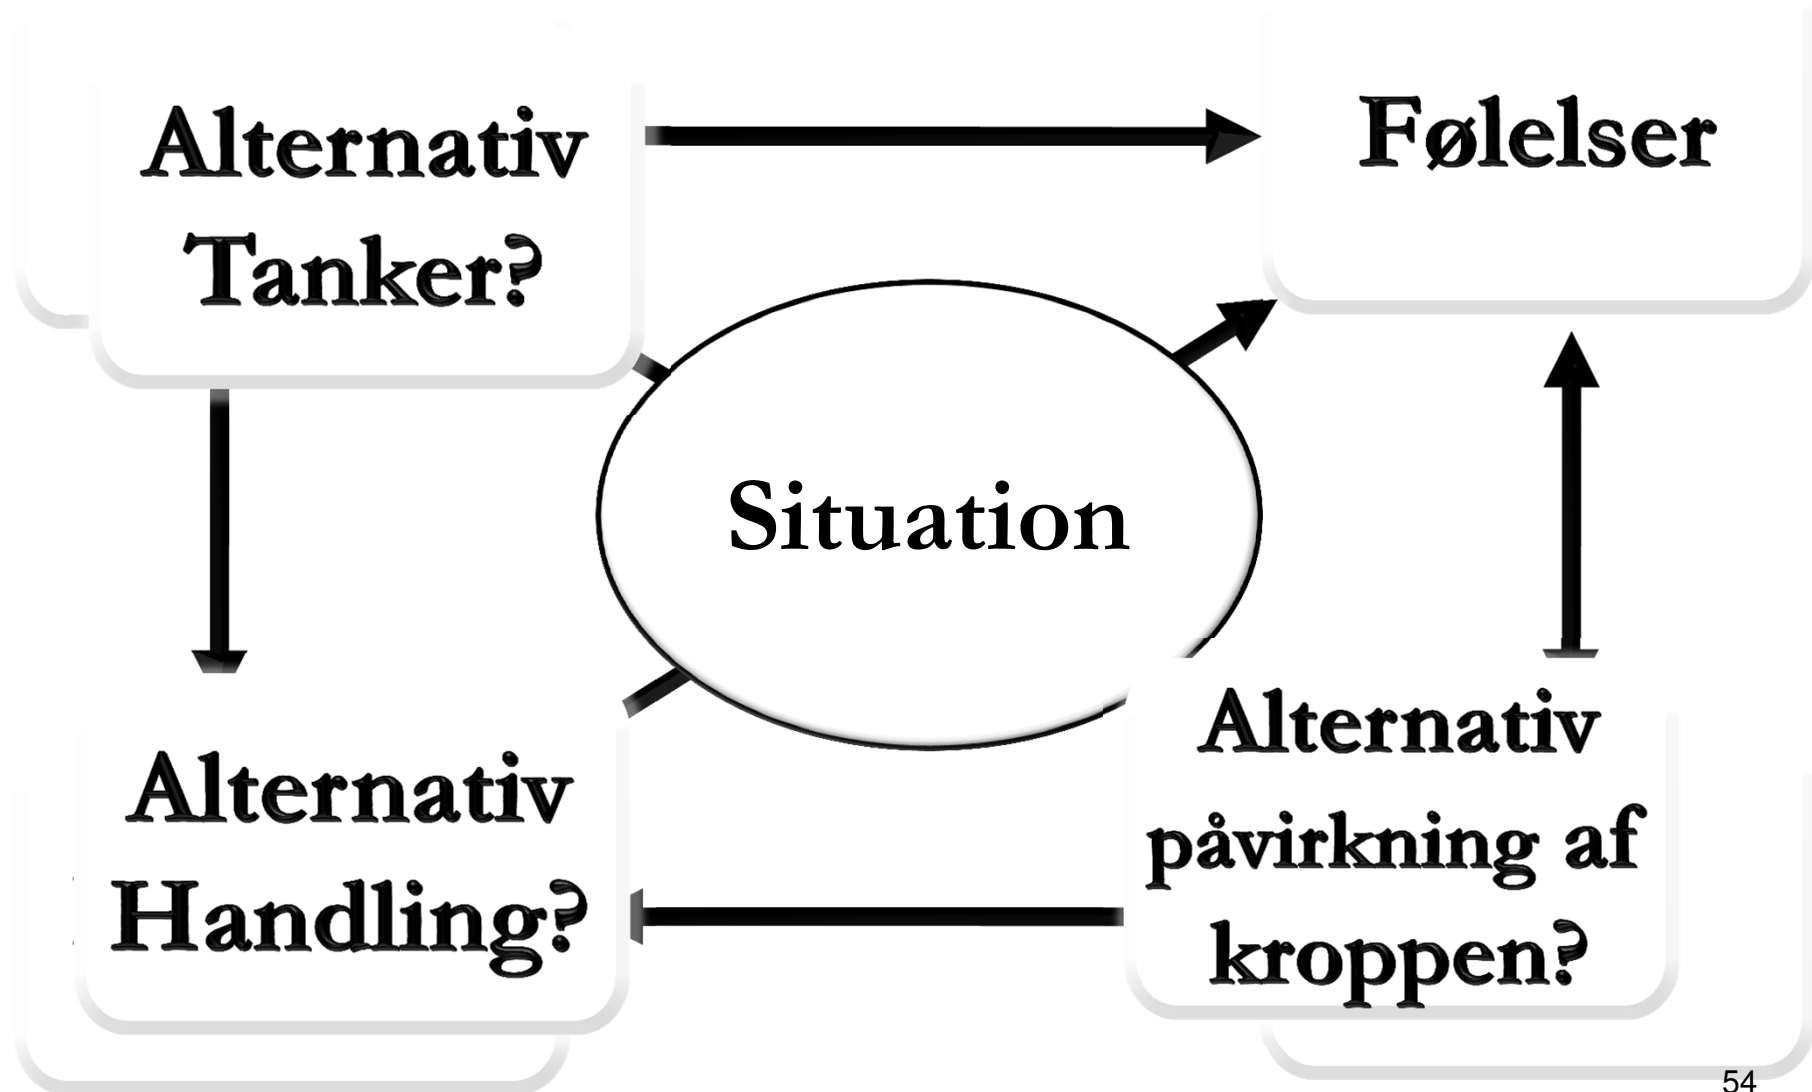 Alternativ
Tanker?
Følelser
Situation
Alternativ
Handling?
Alternativ
påvirkning af
kroppen?
54